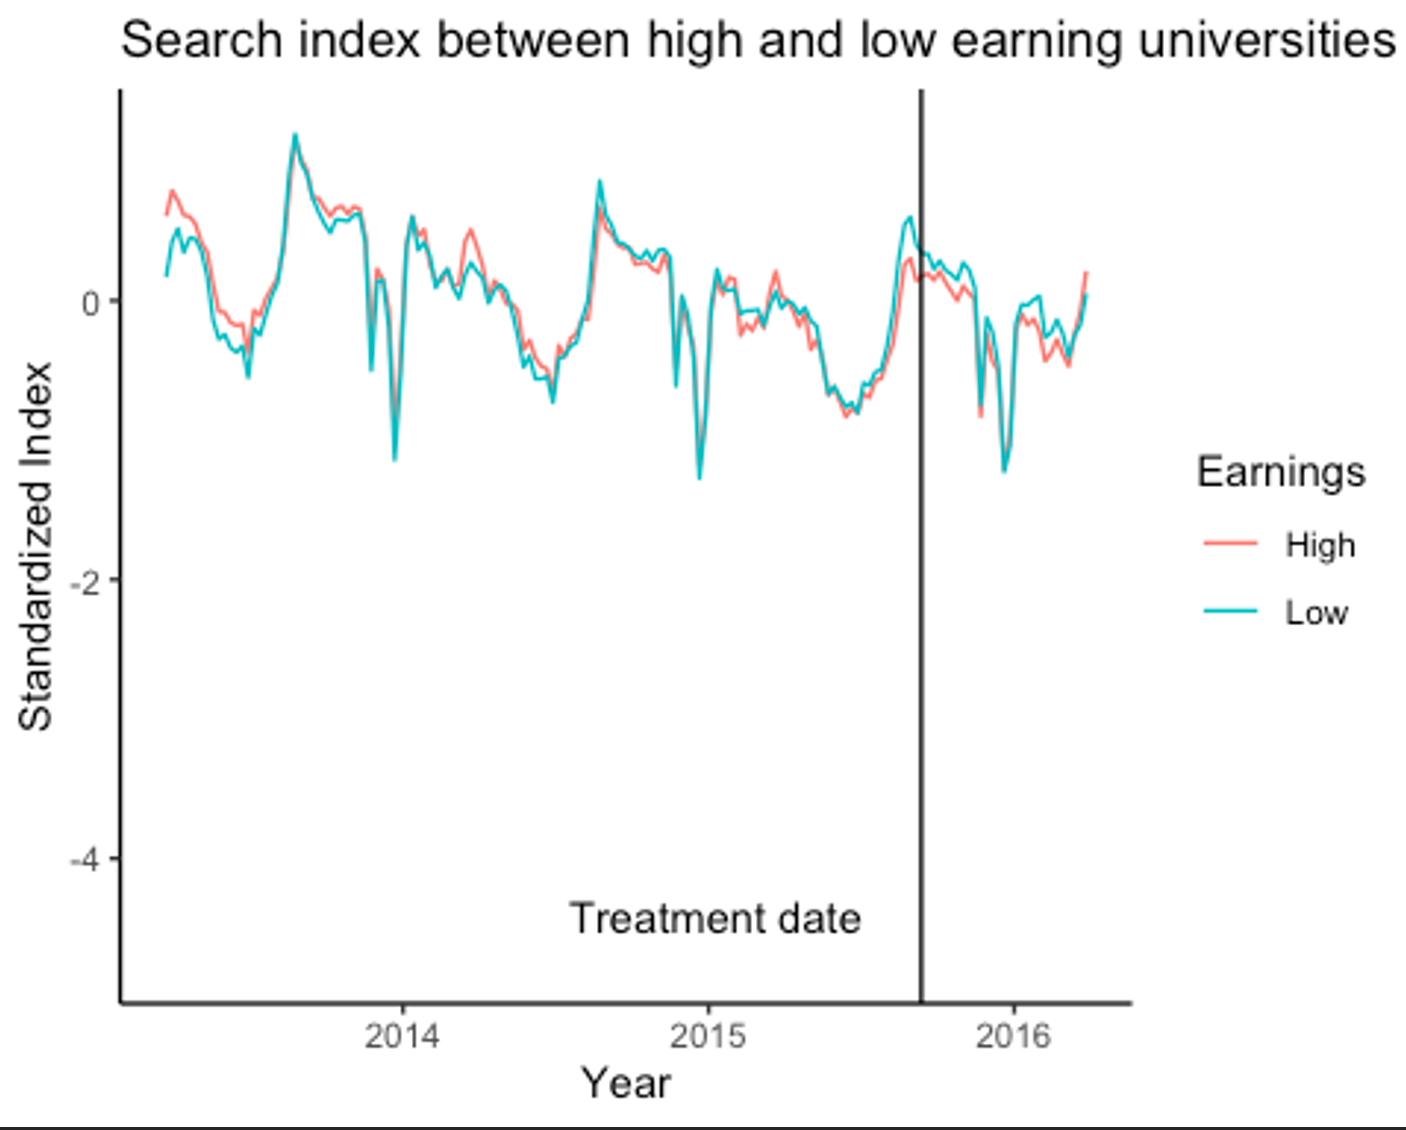 Search index between high and low earning universities
Standardized Index
0
-2
-4
Treatment date
2014
2015
2016
Year
Earnings
High
Low